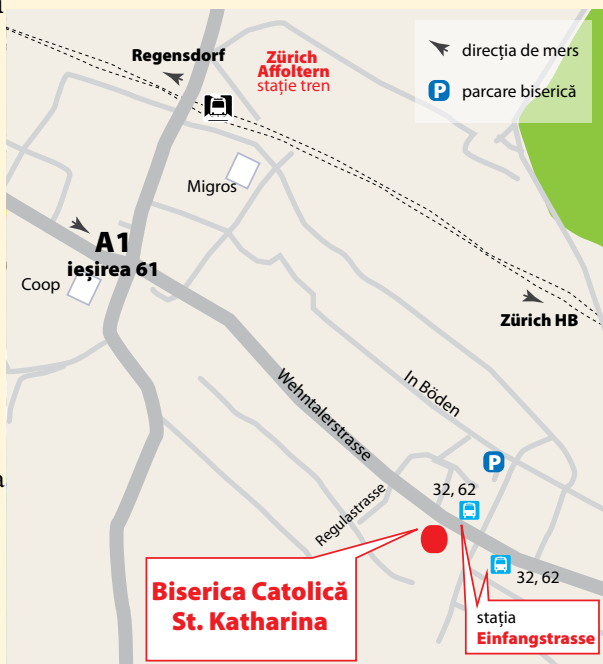 Regensdorf
Zürich
Affoltern
stație tren
direcția de mers
P parcare biserică
Migros
A1
ieșirea 61
Coop
Zürich HB
Wehntalerstrasse
In Böden
P
32, 62
Regulastrasse
32, 62
Biserica Catolică
St. Katharina
stația
Einfangstrasse